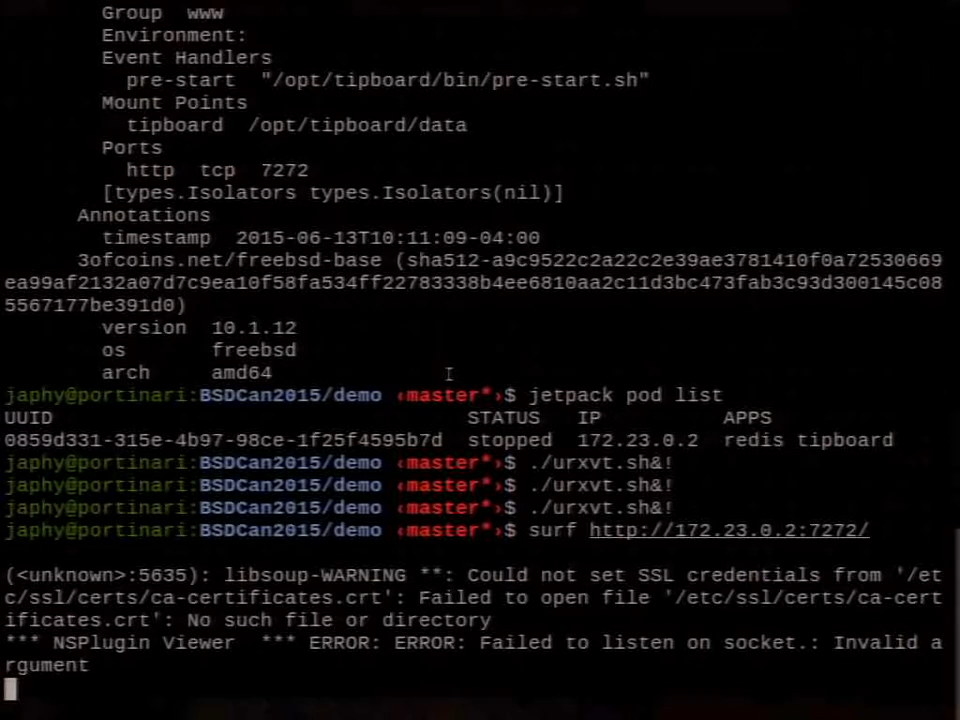 Group  www
Environment:
Event Handlers
pre-start  "/opt/tipboard/bin/pre-start.sh"
Mount Points
tipboard  /opt/tipboard/data
Ports
http  tcp  7272
[types.Isolators types.Isolators(nil)]
Annotations
timestamp  2015-06-13T10:11:09-04:00
3ofcoins.net/freebsd-base (sha512-a9c9522c2a22c2e39ae3781410f0a72530669
ea99af2132a07d7c9ea10f58fa534ff22783338b4ee6810aa2c11d3bc473fab3c93d300145c08
5567177be391d0)
version  10.1.12
os       freebsd
arch     amd64
japhy@portinari:BSDCan2015/demo ‹master*›$ jetpack pod list
UUID                                  STATUS   IP          APPS
0859d331-315e-4b97-98ce-1f25f4595b7d  stopped  172.23.0.2  redis tipboard
japhy@portinari:BSDCan2015/demo ‹master*›$ ./urxvt.sh&!
japhy@portinari:BSDCan2015/demo ‹master*›$ ./urxvt.sh&!
japhy@portinari:BSDCan2015/demo ‹master*›$ ./urxvt.sh&!
japhy@portinari:BSDCan2015/demo ‹master*›$ surf http://172.23.0.2:7272/
(<unknown>:5635): libsoup-WARNING **: Could not set SSL credentials from '/et
c/ssl/certs/ca-certificates.crt': Failed to open file '/etc/ssl/certs/ca-cert
ificates.crt': No such file or directory
*** NSPlugin Viewer  *** ERROR: ERROR: Failed to listen on socket.: Invalid a
rgument